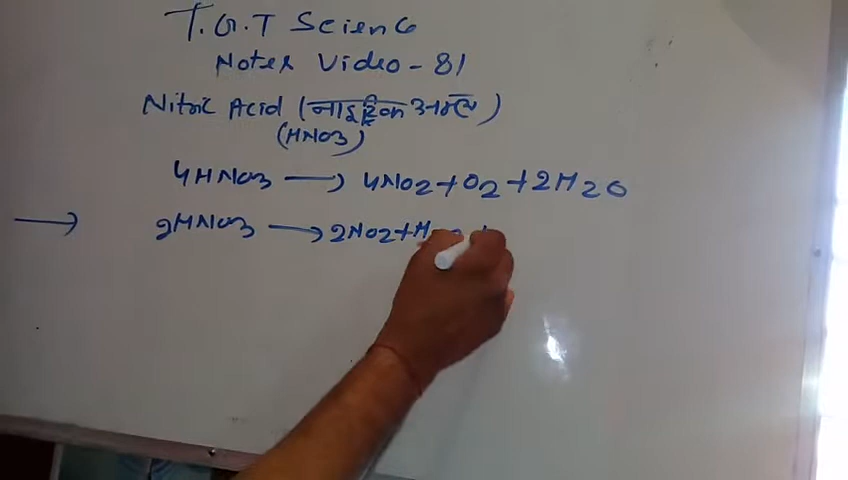 T.G.T Science
Notes Video - 81
Nitric Acid (नाइट्रिक अम्ल)
(HNO3)
4HNO3 → 4NO2 + O2 + 2H2O
→ 2HNO3 → 2NO2 + H